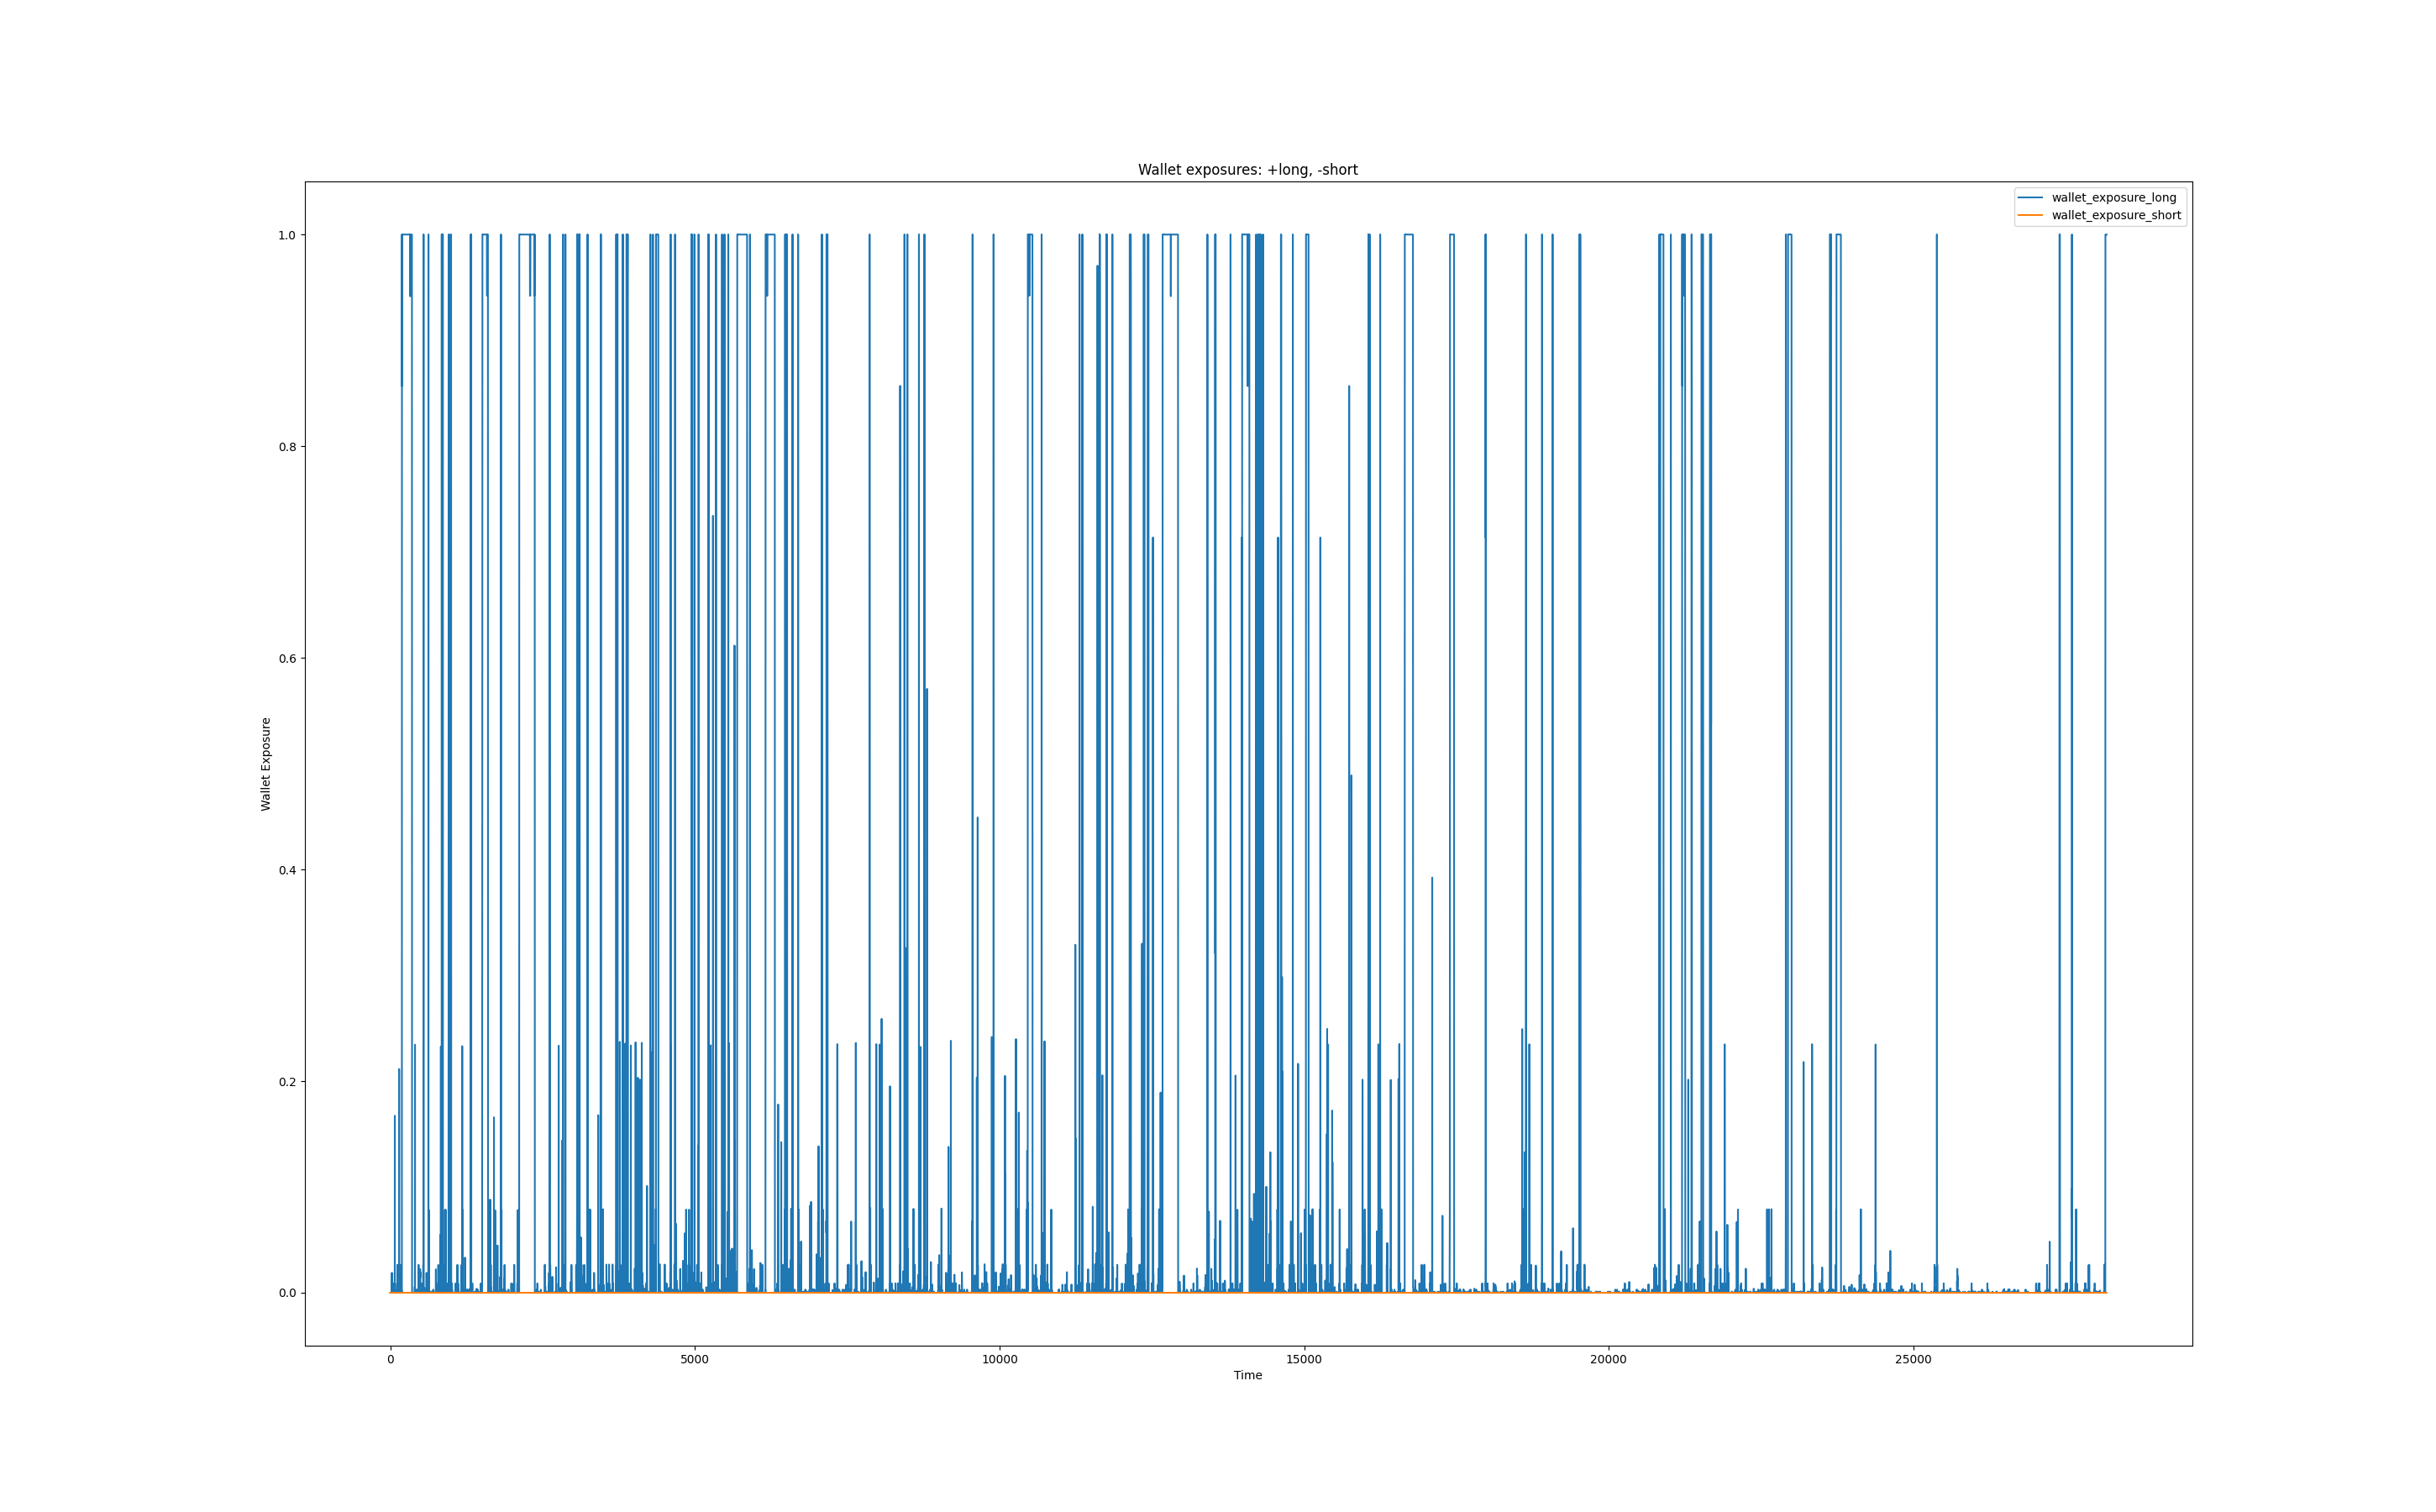 Wallet exposures: +long, -short
wallet_exposure_long
wallet_exposure_short
1.0
0.8
0.6
0.4
0.2
0.0
Wallet Exposure
0 5000 10000 15000 20000 25000
Time